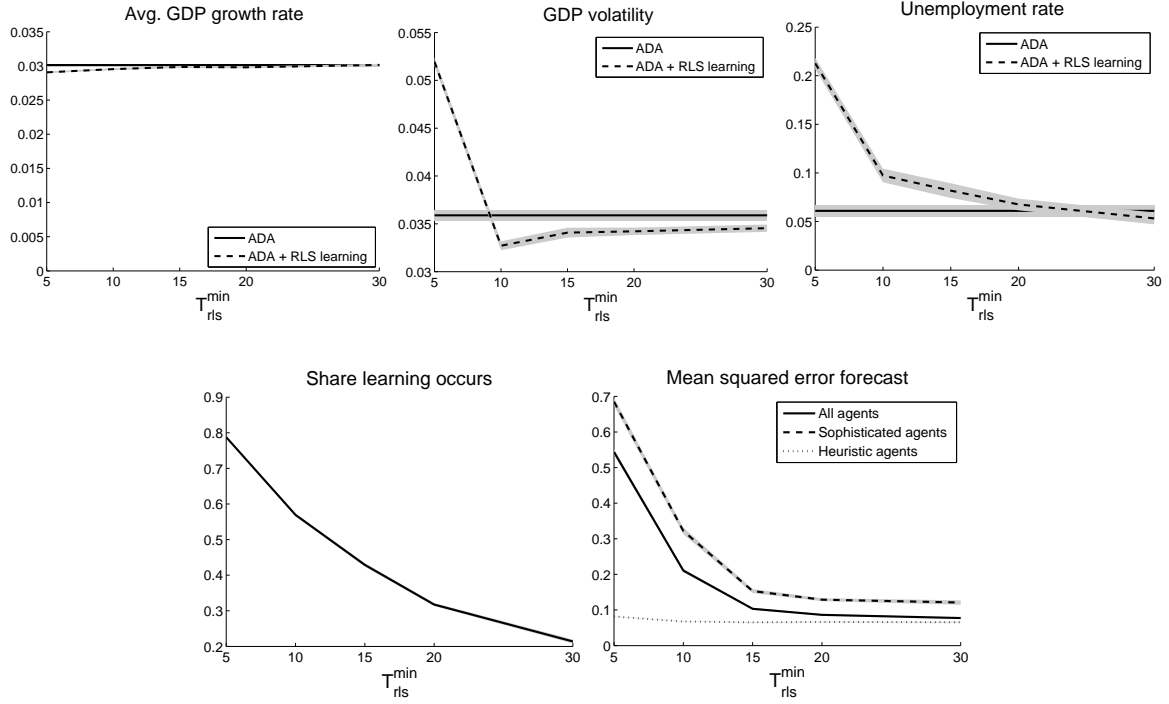 Avg. GDP growth rate
0.035
0.03
0.025
0.02
0.015
0.01
0.005
0
5 10 15 20 30
ADA
ADA + RLS learning
T_rls^min
GDP volatility
0.055
0.05
0.045
0.04
0.035
0.03
5 10 15 20 30
ADA
ADA + RLS learning
T_rls^min
Unemployment rate
0.25
0.2
0.15
0.1
0.05
0
5 10 15 20 30
ADA
ADA + RLS learning
T_rls^min
Share learning occurs
0.9
0.8
0.7
0.6
0.5
0.4
0.3
0.2
5 10 15 20 30
T_rls^min
Mean squared error forecast
0.7
0.6
0.5
0.4
0.3
0.2
0.1
0
5 10 15 20 30
All agents
Sophisticated agents
Heuristic agents
T_rls^min